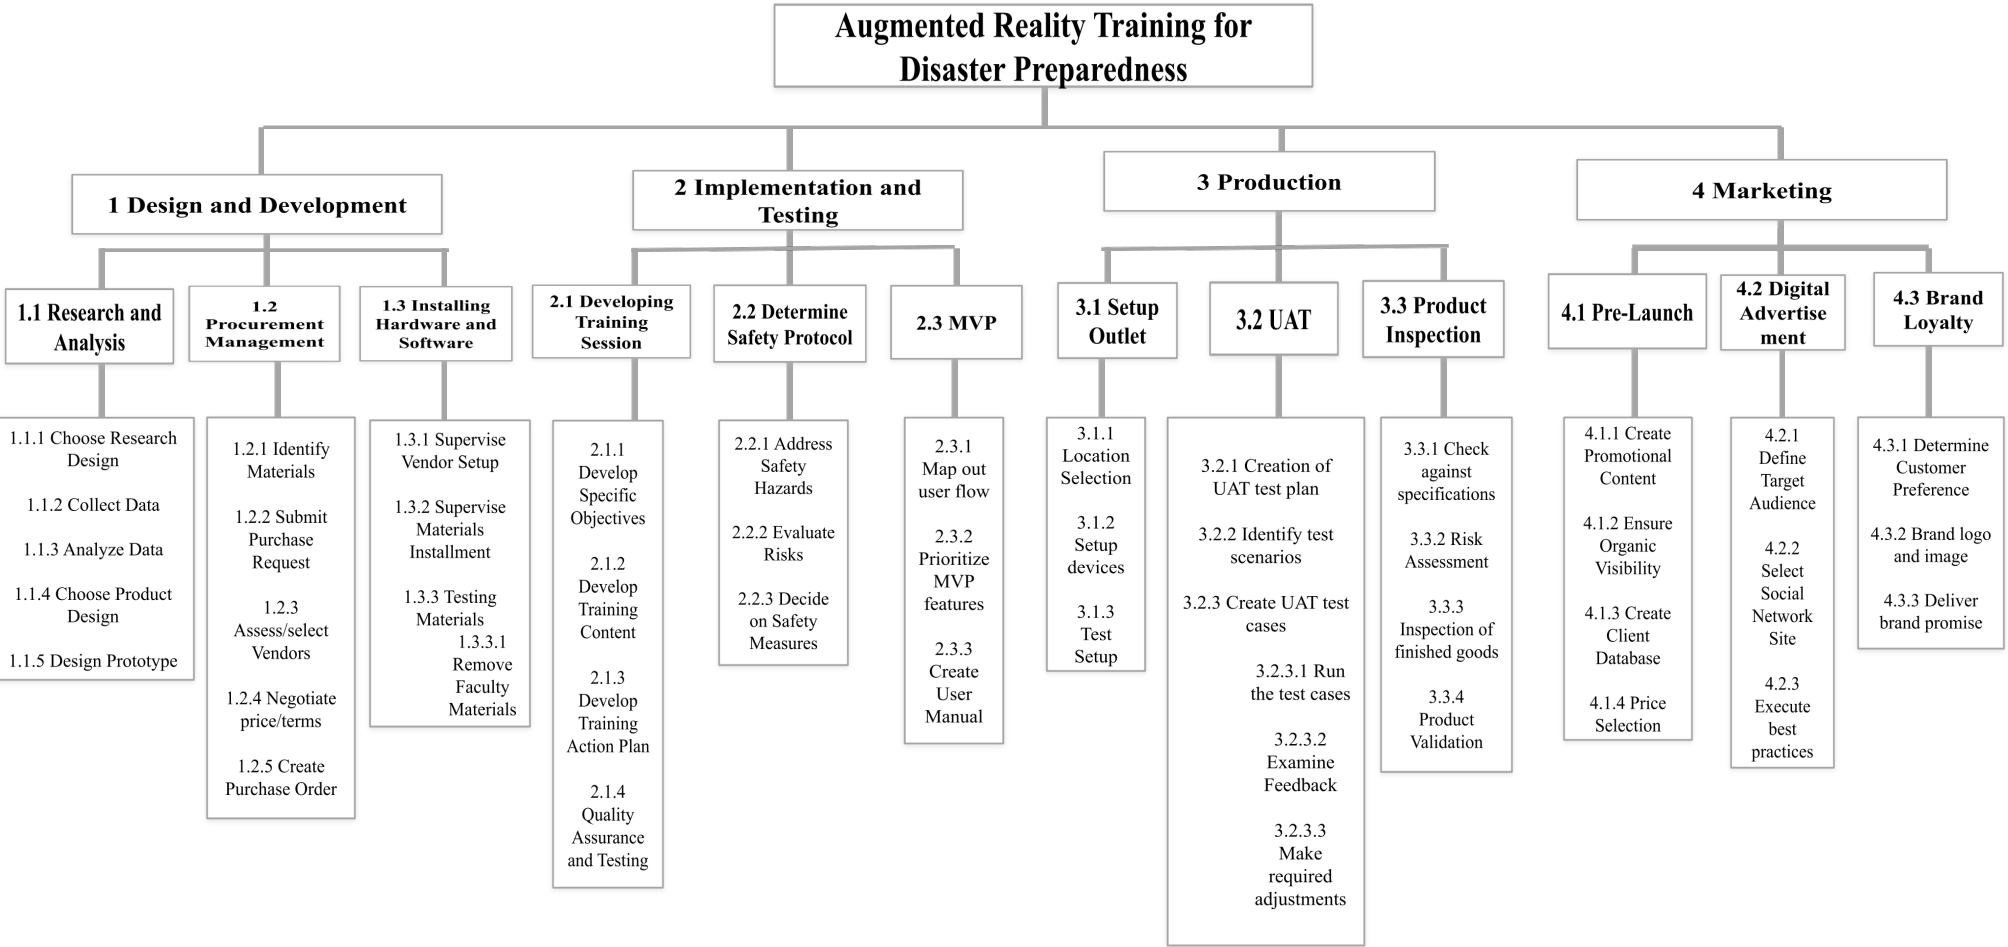 Augmented Reality Training for
Disaster Preparedness
1 Design and Development
2 Implementation and
Testing
3 Production
4 Marketing
1.1 Research and
Analysis
1.2
Procurement
Management
1.3 Installing
Hardware and
Software
2.1 Developing
Training
Session
2.2 Determine
Safety Protocol
2.3 MVP
3.1 Setup
Outlet
3.2 UAT
3.3 Product
Inspection
4.1 Pre-Launch
4.2 Digital
Advertise
ment
4.3 Brand
Loyalty
1.1.1 Choose Research
Design
1.1.2 Collect Data
1.1.3 Analyze Data
1.1.4 Choose Product
Design
1.1.5 Design Prototype
1.2.1 Identify
Materials
1.2.2 Submit
Purchase
Request
1.2.3
Assess/select
Vendors
1.2.4 Negotiate
price/terms
1.2.5 Create
Purchase Order
1.3.1 Supervise
Vendor Setup
1.3.2 Supervise
Materials
Installment
1.3.3 Testing
Materials
1.3.3.1
Remove
Faculty
Materials
2.1.1
Develop
Specific
Objectives
2.1.2
Develop
Training
Content
2.1.3
Develop
Training
Action Plan
2.1.4
Quality
Assurance
and Testing
2.2.1 Address
Safety
Hazards
2.2.2 Evaluate
Risks
2.2.3 Decide
on Safety
Measures
2.3.1
Map out
user flow
2.3.2
Prioritize
MVP
features
2.3.3
Create
User
Manual
3.1.1
Location
Selection
3.1.2
Setup
devices
3.1.3
Test
Setup
3.2.1 Creation of
UAT test plan
3.2.2 Identify test
scenarios
3.2.3 Create UAT test
cases
3.2.3.1 Run
the test cases
3.2.3.2
Examine
Feedback
3.2.3.3
Make
required
adjustments
3.3.1 Check
against
specifications
3.3.2 Risk
Assessment
3.3.3
Inspection of
finished goods
3.3.4
Product
Validation
4.1.1 Create
Promotional
Content
4.1.2 Ensure
Organic
Visibility
4.1.3 Create
Client
Database
4.1.4 Price
Selection
4.2.1
Define
Target
Audience
4.2.2
Select
Social
Network
Site
4.2.3
Execute
best
practices
4.3.1 Determine
Customer
Preference
4.3.2 Brand logo
and image
4.3.3 Deliver
brand promise